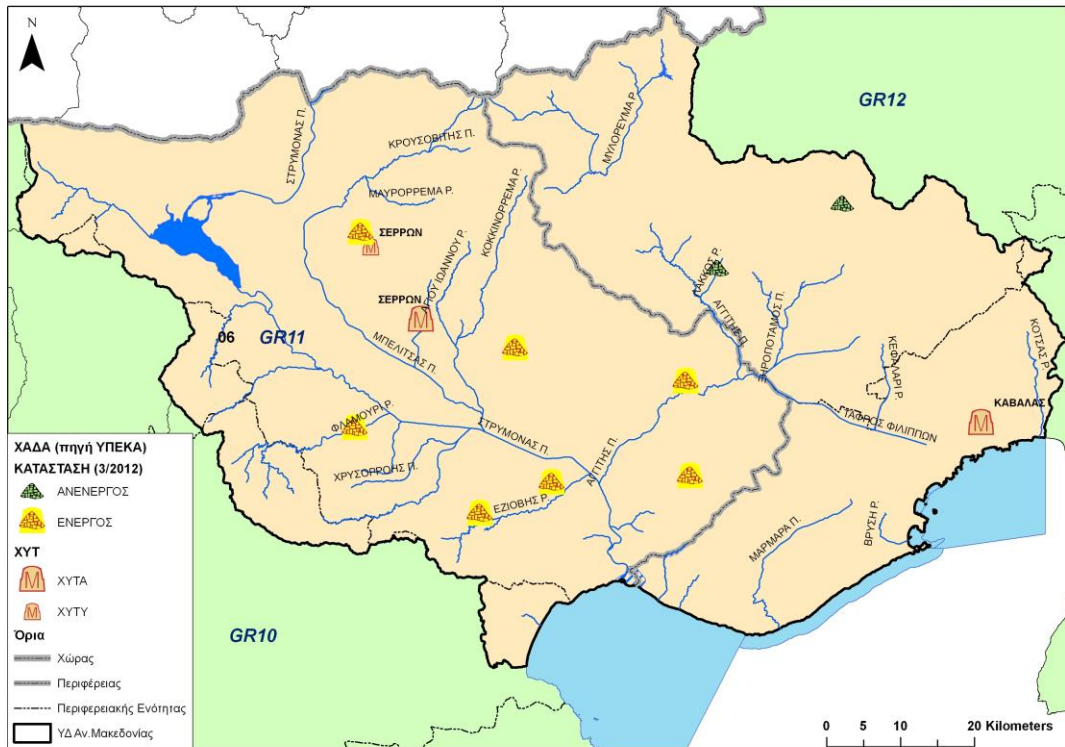 N
GR12
ΣΤΡΥΜΟΝΑΣ Π.
ΚΡΟΥΣΟΒΙΤΗΣ Π.
ΜΥΛΟΡΕΥΜΑ Ρ.
ΜΑΥΡΟΡΡΕΜΑ Ρ.
ΚΟΚΚΙΝΟΡΡΕΜΑ Ρ.
ΣΕΡΡΩΝ
Μ
ΑΓΙΟΥ ΙΩΑΝΝΟΥ Ρ.
ΛΑΚΚΟΣ Ρ.
ΣΕΡΡΩΝ
Μ
ΑΓΓΙΤΗΣ Π.
ΚΟΤΣΑΣ Ρ.
06
GR11
ΜΠΕΛΙΤΣΑΣ Π.
ΚΕΦΑΛΑΡΙ Ρ.
ΚΑΒΑΛΑΣ
Μ
ΦΛΑΜΟΥΡΙ Ρ.
ΣΤΡΥΜΟΝΑΣ Π.
ΤΑΦΡΟΣ ΦΙΛΙΠΠΩΝ
ΑΓΓΙΤΗΣ Π.
ΧΡΥΣΟΡΡΟΗΣ Π.
ΕΖΙΟΒΗΣ Ρ.
ΜΑΡΜΑΡΑ Π.
ΒΡΥΣΗ Ρ.
GR10
ΧΑΔΑ (πηγή ΥΠΕΚΑ)
ΚΑΤΑΣΤΑΣΗ (3/2012)
ΑΝΕΝΕΡΓΟΣ
ΕΝΕΡΓΟΣ
ΧΥΤ
Μ ΧΥΤΑ
Μ ΧΥΤΥ
Όρια
Χώρας
Περιφέρειας
Περιφερειακής Ενότητας
ΥΔ Αν.Μακεδονίας
0 5 10 20 Kilometers